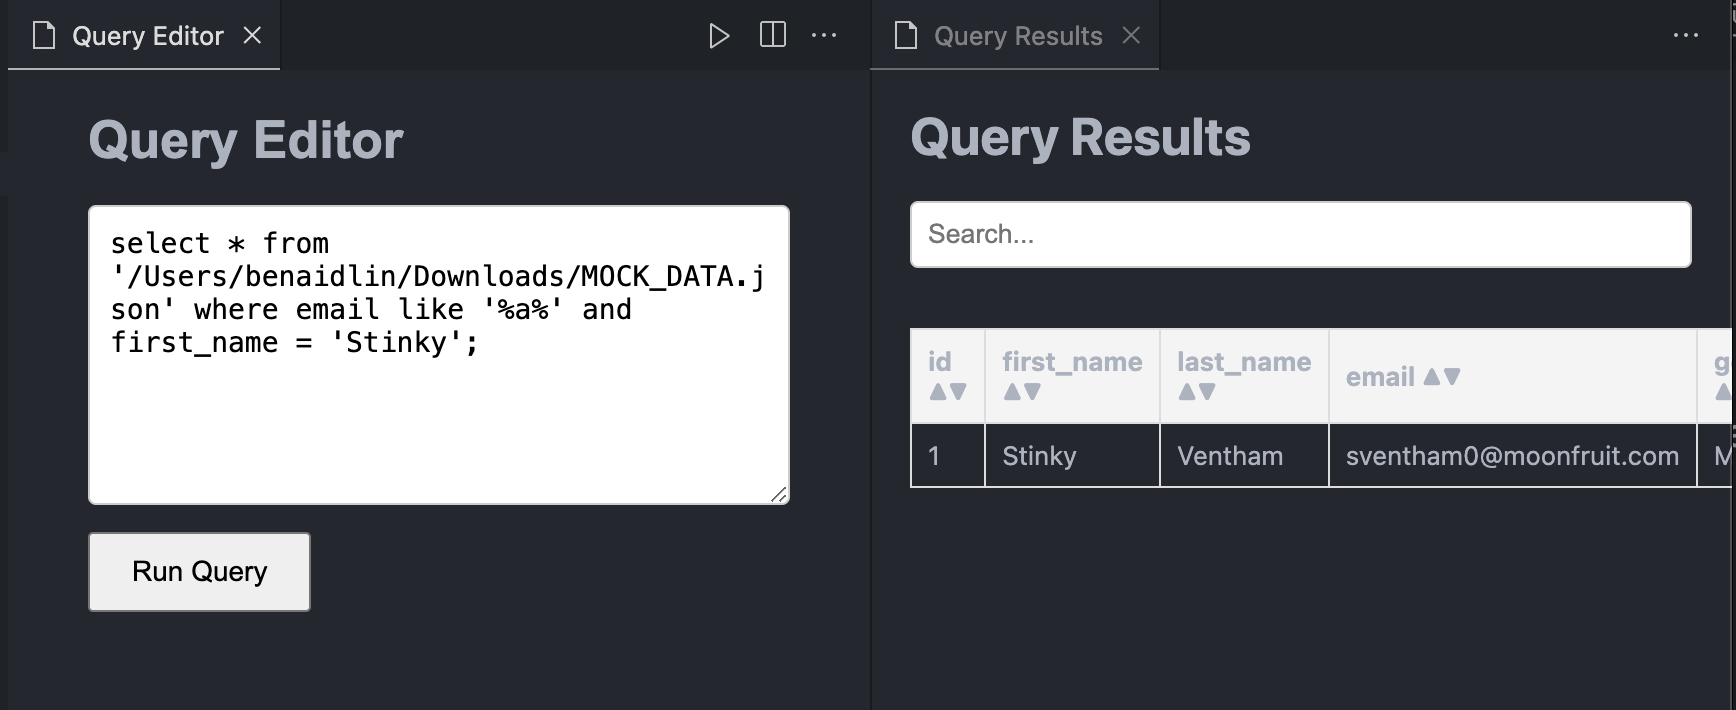 Query Editor
Query Results
Query Editor
select * from
'/Users/benaidlin/Downloads/MOCK_DATA.j
son' where email like '%a%' and
first_name = 'Stinky';
Run Query
Query Results
Search...
id ▲▼ first_name ▲▼ last_name ▲▼ email ▲▼
1 Stinky Ventham sventham0@moonfruit.com